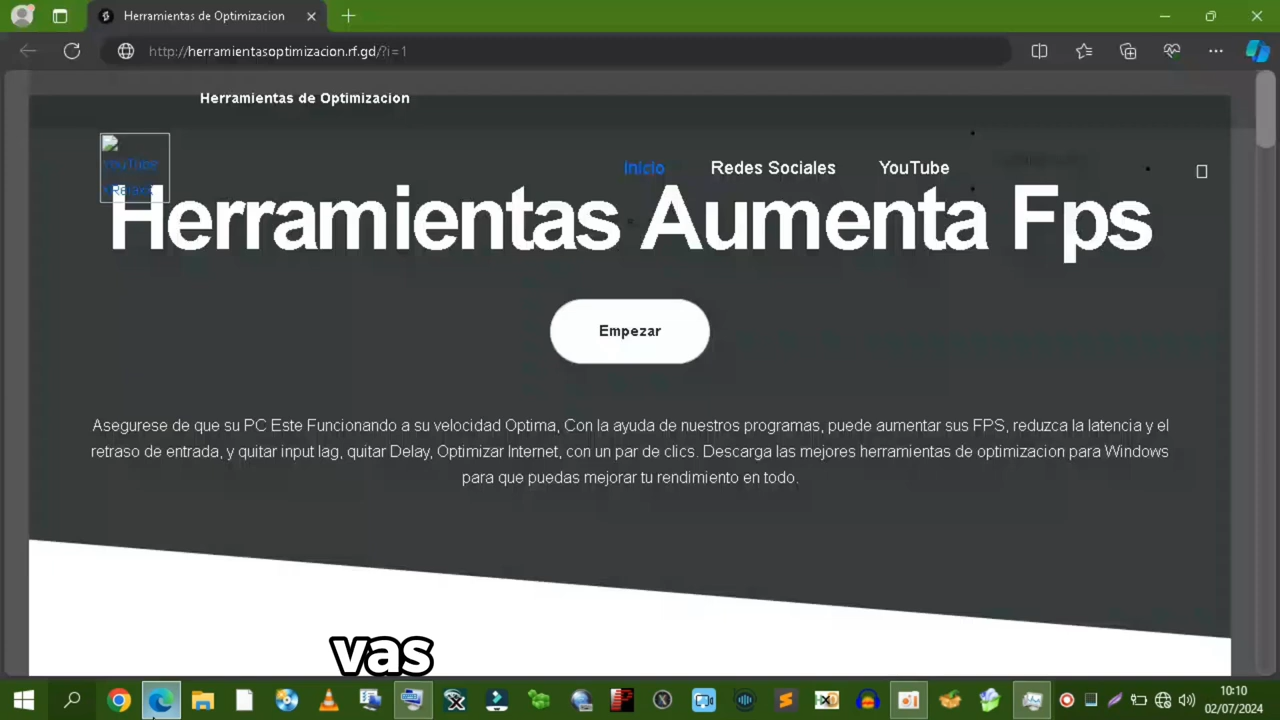 Herramientas de Optimizacion
http://herramientasoptimizacion.rf.gd/?i=1
Herramientas de Optimizacion
YouTube
Inicio
Redes Sociales
YouTube
Herramientas Aumenta Fps
Empezar
Asegurese de que su PC Este Funcionando a su velocidad Optima, Con la ayuda de nuestros programas, puede aumentar sus FPS, reduzca la latencia y el
retraso de entrada, y quitar input lag, quitar Delay, Optimizar Internet, con un par de clics. Descarga las mejores herramientas de optimizacion para Windows
para que puedas mejorar tu rendimiento en todo.
vas
10:10
02/07/2024